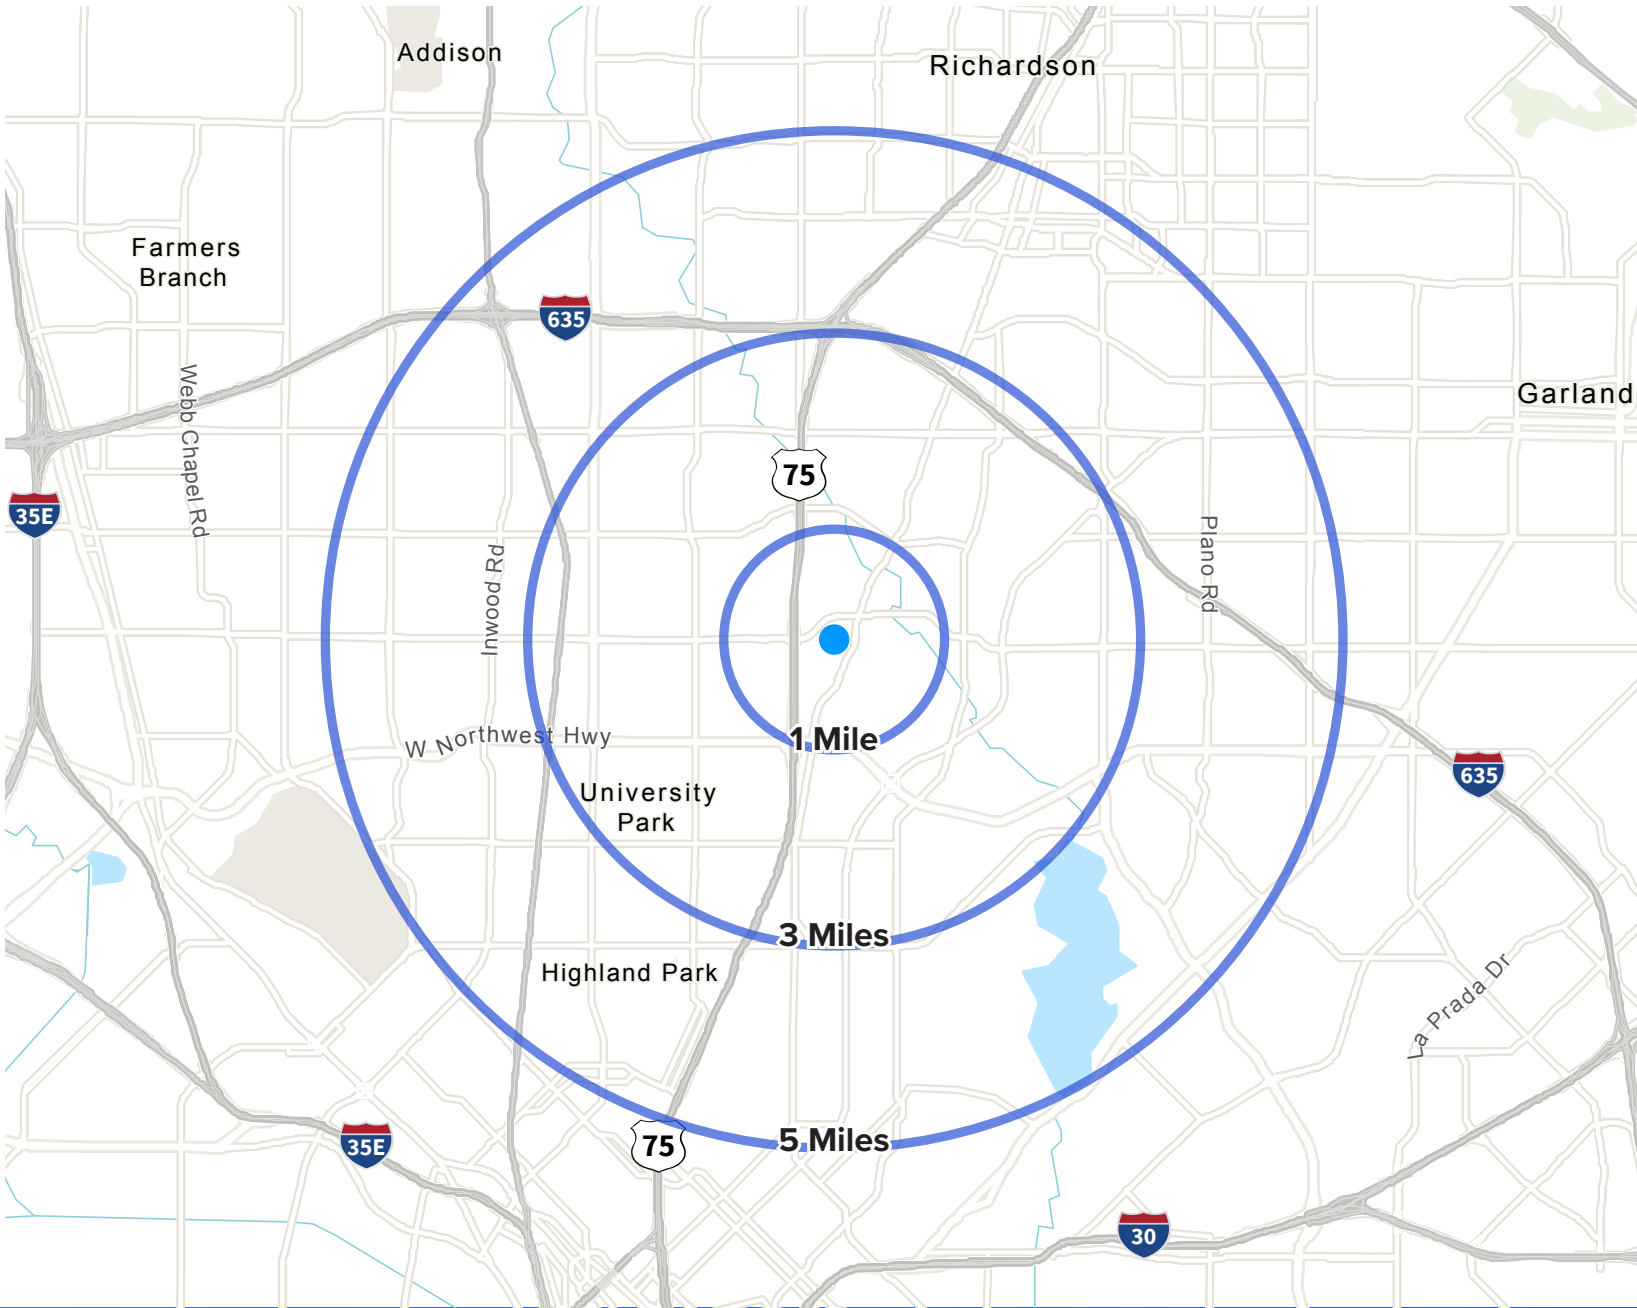 Addison
Richardson
Farmers
Branch
635
Webb Chapel Rd
Garland
75
35E
Plano Rd
Inwood Rd
W Northwest Hwy
1 Mile
635
University
Park
3 Miles
Highland Park
La Prada Dr
5 Miles
35E
75
30